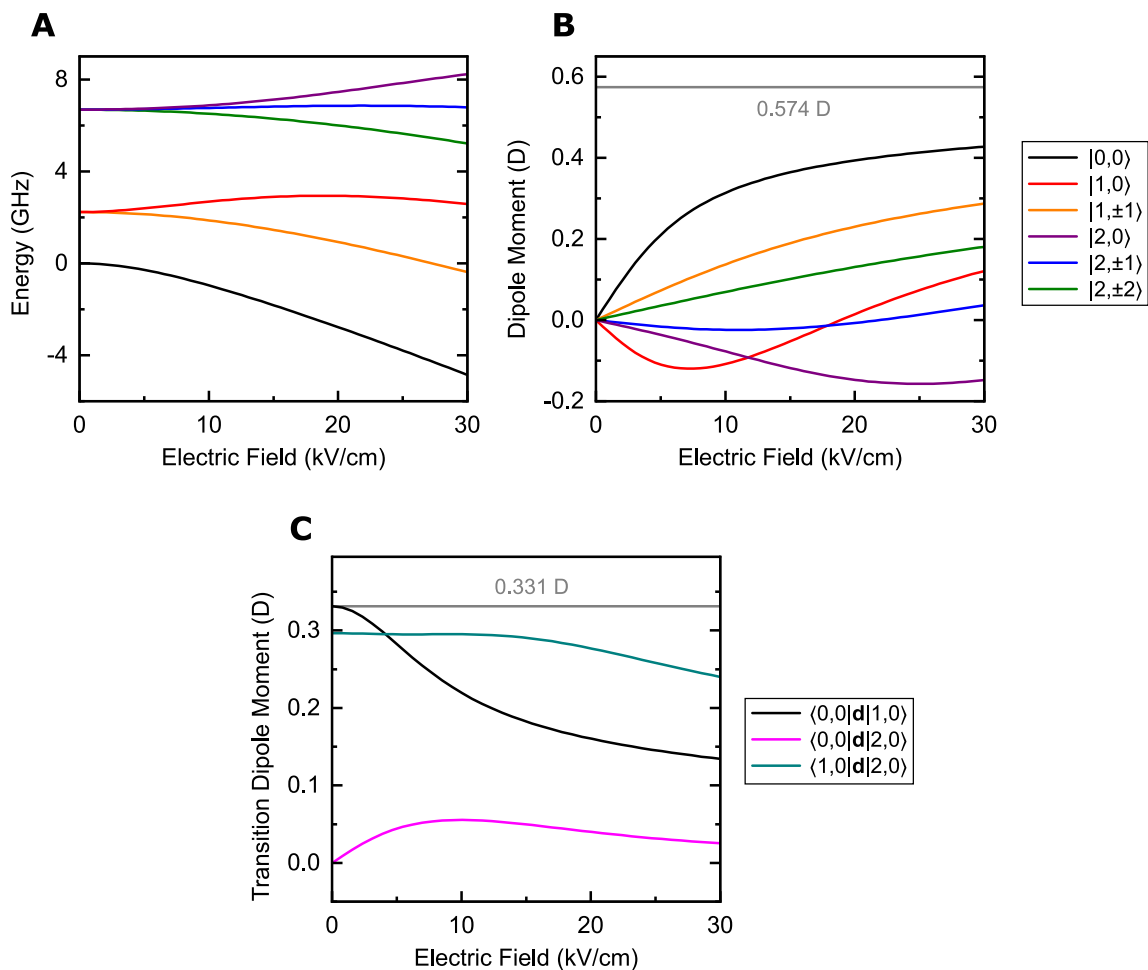 A
Energy (GHz)
8
4
0
-4
0
10
20
30
Electric Field (kV/cm)
B
Dipole Moment (D)
0.6
0.4
0.2
0.0
-0.2
0.574 D
0
10
20
30
Electric Field (kV/cm)
|0,0⟩
|1,0⟩
|1,±1⟩
|2,0⟩
|2,±1⟩
|2,±2⟩
C
Transition Dipole Moment (D)
0.3
0.2
0.1
0.0
0.331 D
0
10
20
30
Electric Field (kV/cm)
⟨0,0|d|1,0⟩
⟨0,0|d|2,0⟩
⟨1,0|d|2,0⟩